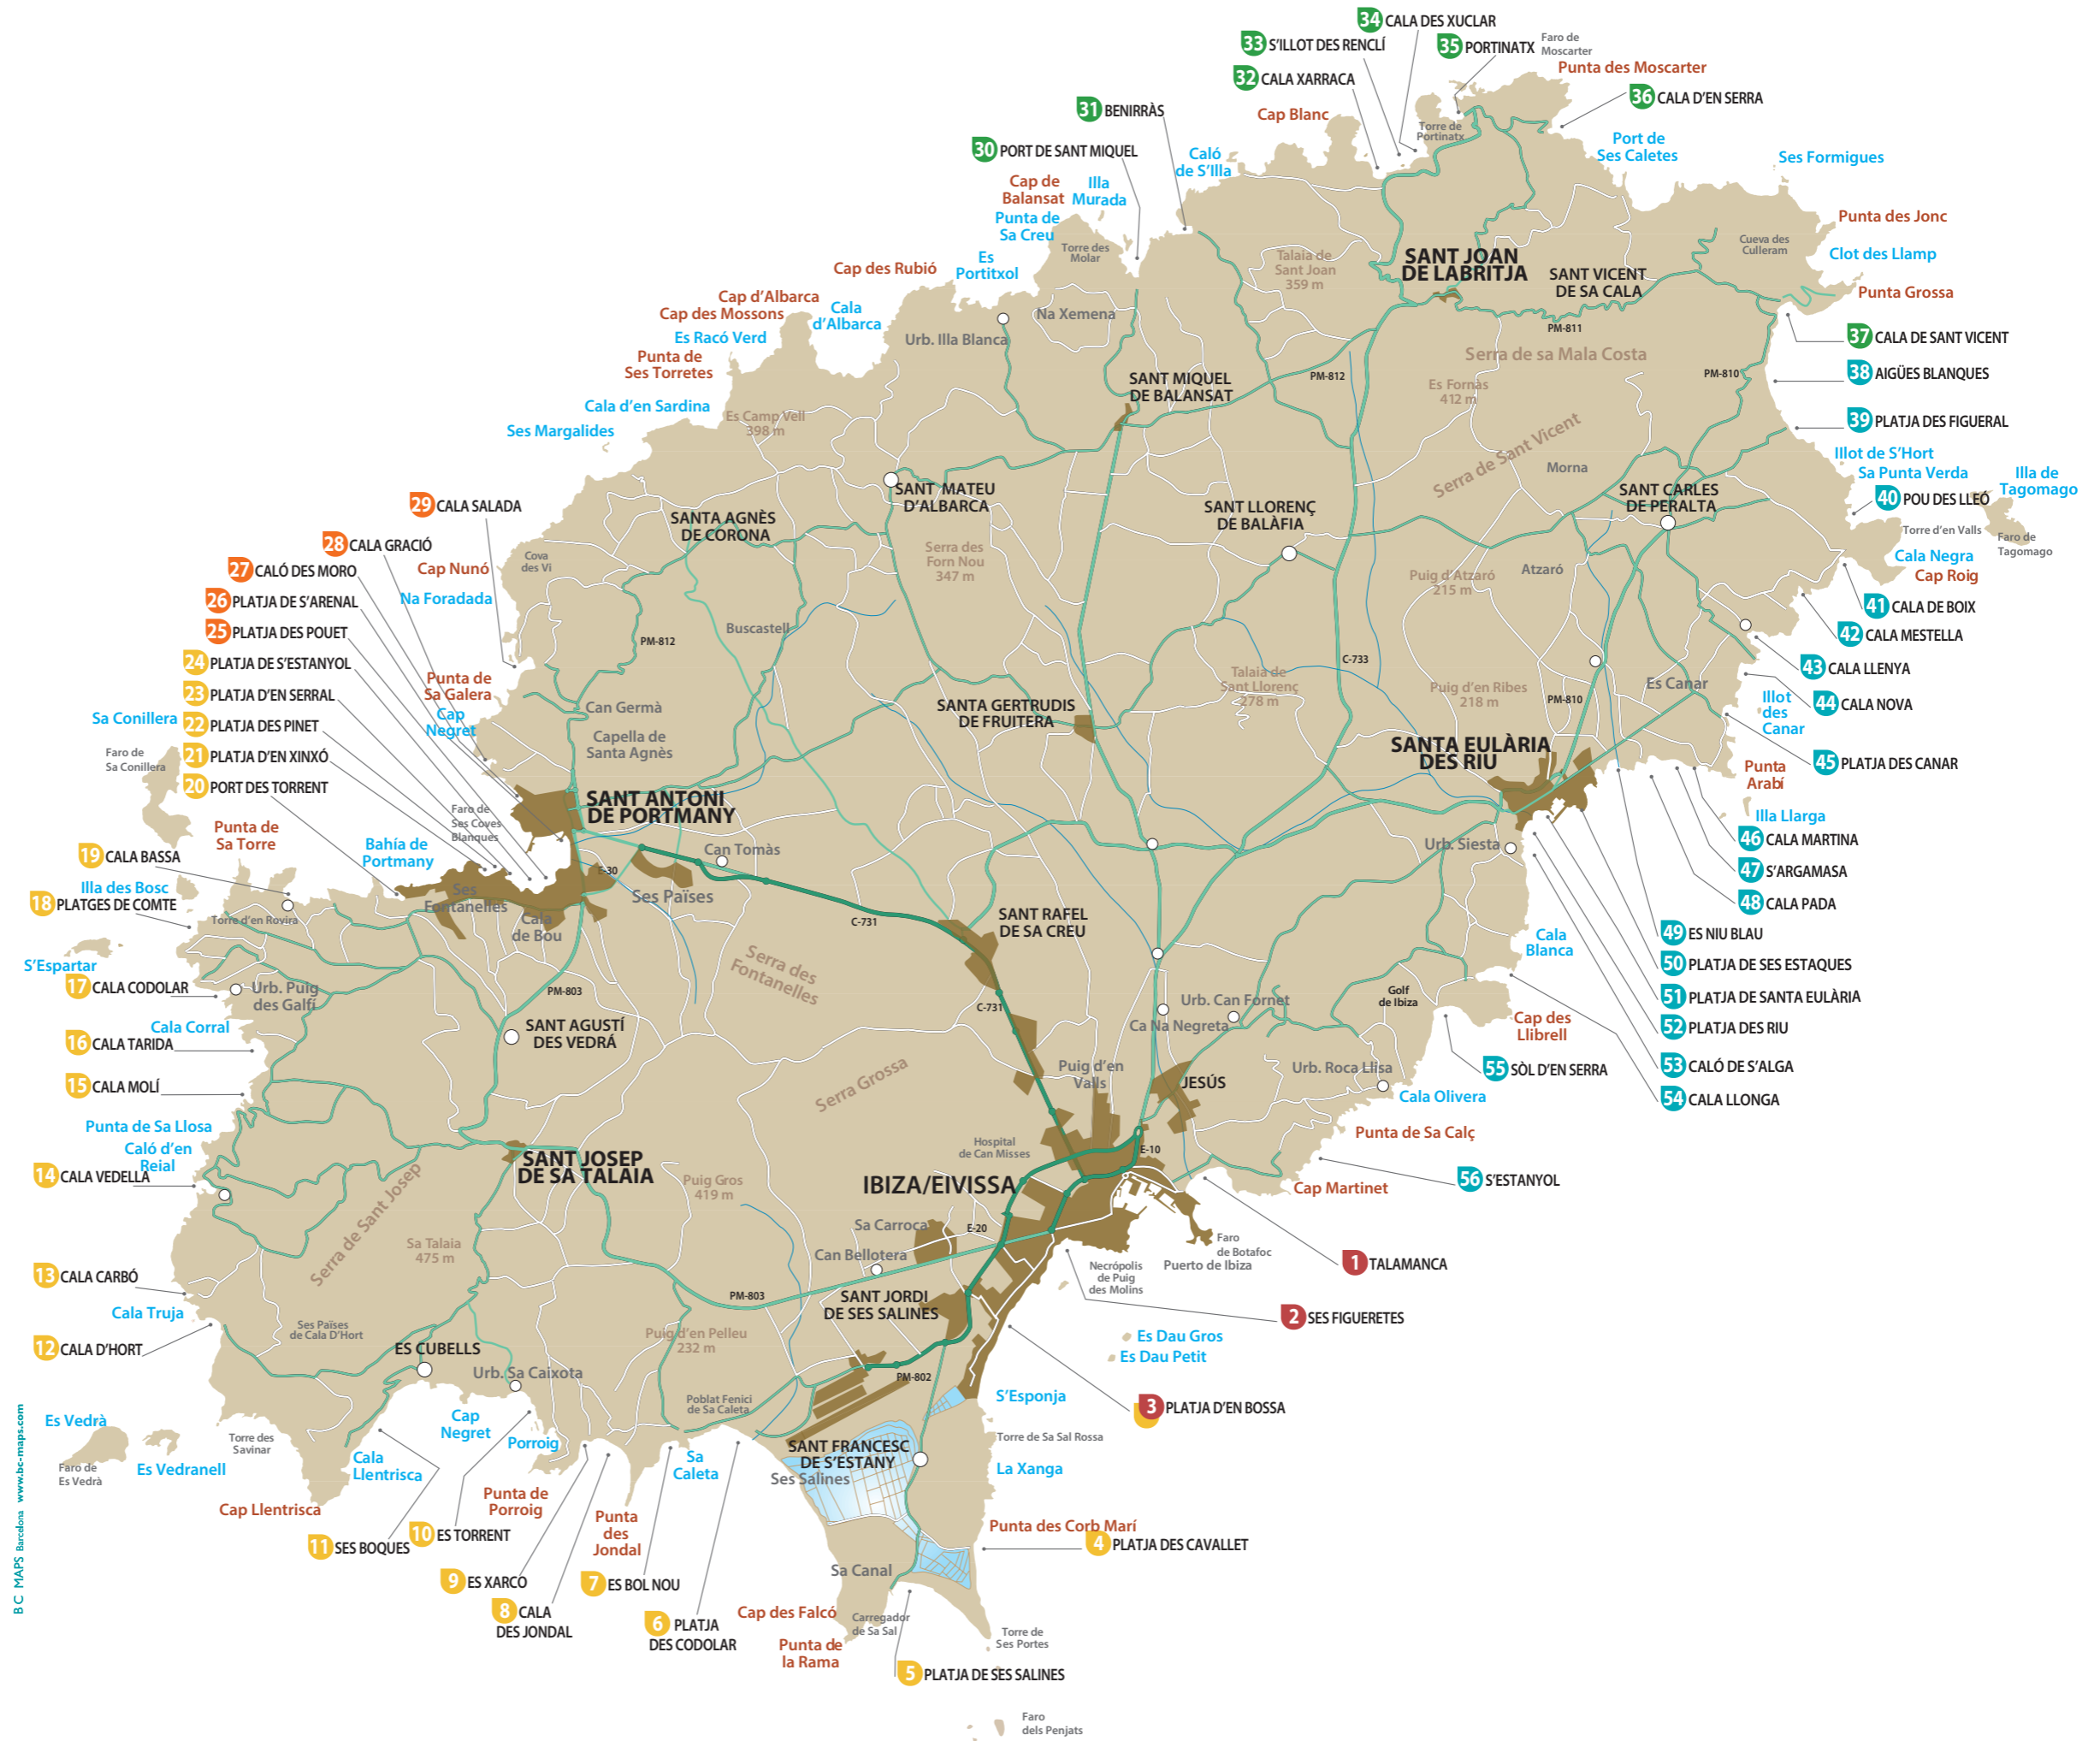 34 CALA DES XUCLAR
33 S'ILLOT DES RENCLÍ
35 PORTINATX
Faro de
Moscarter
32 CALA XARRACA
Punta des Moscarter
36 CALA D'EN SERRA
31 BENIRRÀS
Cap Blanc
Torre de
Portinatx
30 PORT DE SANT MIQUEL
Caló
de S'Illa
Port de
Ses Caletes
Ses Formigues
Cap de
Balansat
Illa
Murada
Punta de
Sa Creu
Torre des
Molar
Punta des Jonc
Cueva des
Culleram
Clot des Llamp
Punta Grossa
Es
Portitxol
Cap des Rubió
Talaia de
Sant Joan
359 m
SANT JOAN
DE LABRITJA
SANT VICENT
DE SA CALA
Cap d'Albarca
Cap des Mossons
Cala
d'Albarca
Es Racó Verd
Na Xemena
Urb. Illa Blanca
PM-811
Serra de sa Mala Costa
37 CALA DE SANT VICENT
Punta de
Ses Torretes
SANT MIQUEL
DE BALANSAT
PM-812
PM-810
38 AIGÜES BLANQUES
Es Fornàs
412 m
Cala d'en Sardina
Es Camp Vell
398 m
Ses Margalides
39 PLATJA DES FIGUERAL
Serra de Sant Vicent
Illot de S'Hort
Sa Punta Verda
Illa de
Tagomago
Morna
40 POU DES LLEÓ
SANT MATEU
D'ALBARCA
SANT CARLES
DE PERALTA
29 CALA SALADA
SANTA AGNÈS
DE CORONA
SANT LLORENÇ
DE BALÀFIA
Torre d'en Valls
Faro de
Tagomago
28 CALA GRACIÓ
Cova
des Vi
Serra des
Forn Nou
347 m
Cala Negra
Cap Roig
27 CALÓ DES MORO
Cap Nunó
Puig d'Atzaró
215 m
Atzaró
26 PLATJA DE S'ARENAL
Na Foradada
41 CALA DE BOIX
25 PLATJA DES POUET
Buscastell
PM-812
42 CALA MESTELLA
24 PLATJA DE S'ESTANYOL
C-733
43 CALA LLENYA
23 PLATJA D'EN SERRAL
Punta de
Sa Galera
Talaia de
Sant Llorenç
278 m
Puig d'en Ribes
218 m
PM-810
Es Canar
Illot
des
Canar
44 CALA NOVA
Sa Conillera
22 PLATJA DES PINET
Cap
Negret
Can Germà
SANTA GERTRUDIS
DE FRUITERA
Capella de
Santa Agnès
Faro de
Sa Conillera
21 PLATJA D'EN XINXÓ
SANTA EULÀRIA
DES RIU
45 PLATJA DES CANAR
20 PORT DES TORRENT
Punta
Arabí
SANT ANTONI
DE PORTMANY
Faro de
Ses Coves
Blanques
Illa Llarga
Punta de
Sa Torre
Bahía de
Portmany
Can Tomàs
Urb. Siesta
46 CALA MARTINA
19 CALA BASSA
E-30
47 S'ARGAMASA
Illa des Bosc
Ses
Fontanelles
Ses Països
18 PLATGES DE COMTE
48 CALA PADA
Torre d'en Rovira
Cala
de Bou
C-731
SANT RAFEL
DE SA CREU
49 ES NIU BLAU
Cala
Blanca
S'Espartar
Serra des
Fontanelles
50 PLATJA DE SES ESTAQUES
17 CALA CODOLAR
Urb. Puig
des Galfí
PM-803
51 PLATJA DE SANTA EULÀRIA
Golf
de Ibiza
C-731
Urb. Can Fornet
Ca Na Negreta
Cap des
Llibrell
Cala Corral
SANT AGUSTÍ
DES VEDRÁ
52 PLATJA DES RIU
16 CALA TARIDA
53 CALÓ DE S'ALGA
Puig d'en
Valls
Urb. Roca Llisa
55 SÒL D'EN SERRA
15 CALA MOLÍ
Serra Grossa
JESÚS
Cala Olivera
54 CALA LLONGA
Punta de Sa Llosa
Punta de Sa Calç
Caló d'en
Reial
Hospital
de Can Misses
E-10
14 CALA VEDELLA
SANT JOSEP
DE SA TALAIA
Puig Gros
419 m
IBIZA/EIVISSA
56 S'ESTANYOL
Cap Martinet
Serra de Sant Josep
Sa Carroca
E-20
Sa Talaia
475 m
Can Bellotera
Faro
de Botafoc
Puerto de Ibiza
1 TALAMANCA
Necrópolis
de Puig
des Molins
13 CALA CARBÓ
PM-803
SANT JORDI
DE SES SALINES
Cala Truja
2 SES FIGUERETES
Ses Països
de Cala D'Hort
12 CALA D'HORT
Puig d'en Pelleu
232 m
Es Dau Gros
Es Dau Petit
ES CUBELLS
Urb. Sa Caixota
PM-802
Poblat Fenici
de Sa Caleta
S'Esponja
3 PLATJA D'EN BOSSA
Es Vedrà
Cap
Negret
Porroig
Torre des
Savinar
SANT FRANCESC
DE S'ESTANY
Torre de Sa Sal Rossa
Faro de
Es Vedrà
Es Vedranell
Cala
Llentrisca
Sa
Caleta
Ses Salines
La Xanga
Cap Llentrisca
Punta de
Porroig
Punta
des
Jondal
Punta des Corb Marí
4 PLATJA DES CAVALLET
11 SES BOQUES
10 ES TORRENT
9 ES XARCO
7 ES BOL NOU
Sa Canal
8 CALA
DES JONDAL
6 PLATJA
DES CODOLAR
Cap des Falcó
Carregador
de Sa Sal
Punta de
la Rama
Torre de
Ses Portes
5 PLATJA DE SES SALINES
Faro
dels Penjats
BC MAPS Barcelona www.bc-maps.com